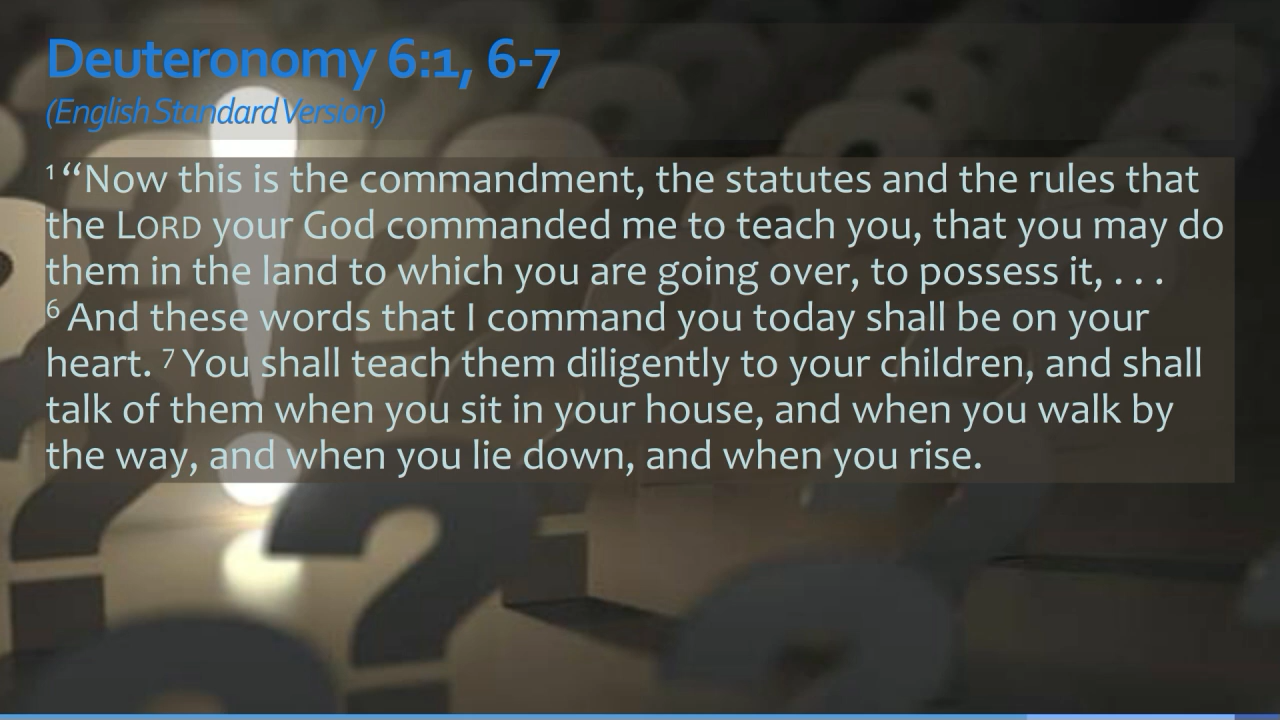 Deuteronomy 6:1, 6-7
(English Standard Version)
1 “Now this is the commandment, the statutes and the rules that
the LORD your God commanded me to teach you, that you may do
them in the land to which you are going over, to possess it, . . .
6 And these words that I command you today shall be on your
heart. 7 You shall teach them diligently to your children, and shall
talk of them when you sit in your house, and when you walk by
the way, and when you lie down, and when you rise.